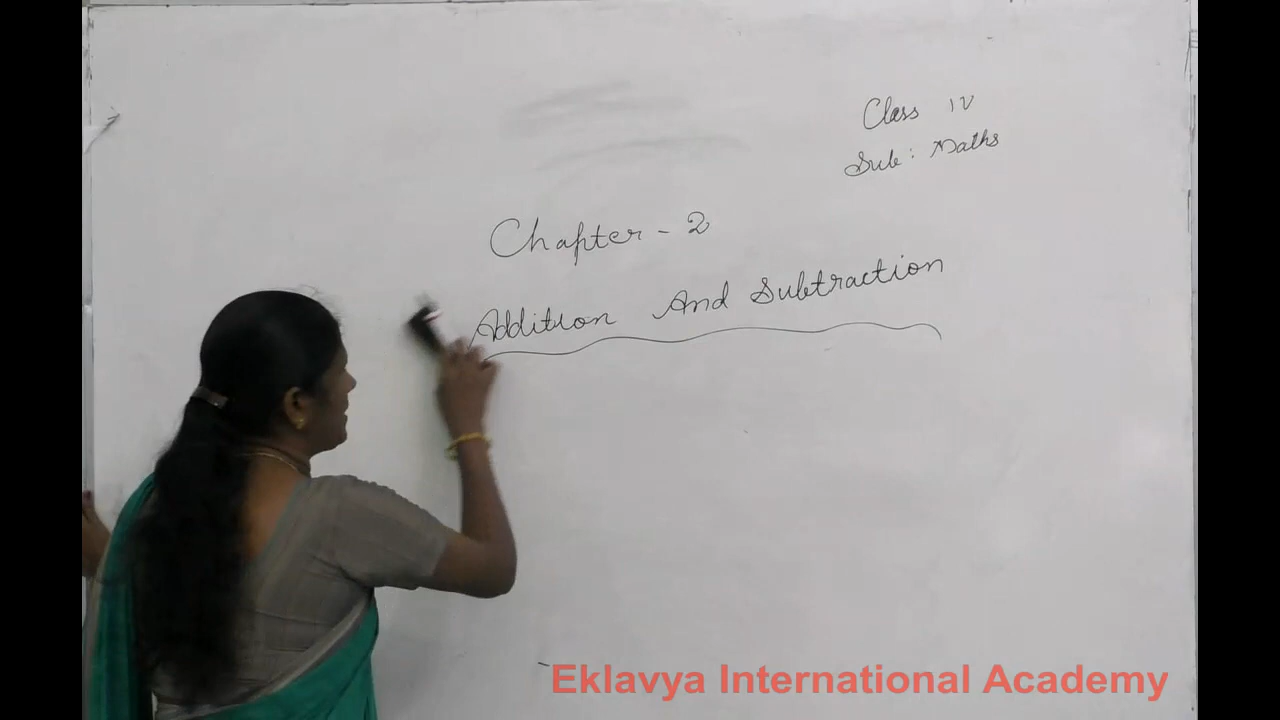 Class IV
Sub: Maths
Chapter - 2
Addition And Subtraction
Eklavya International Academy